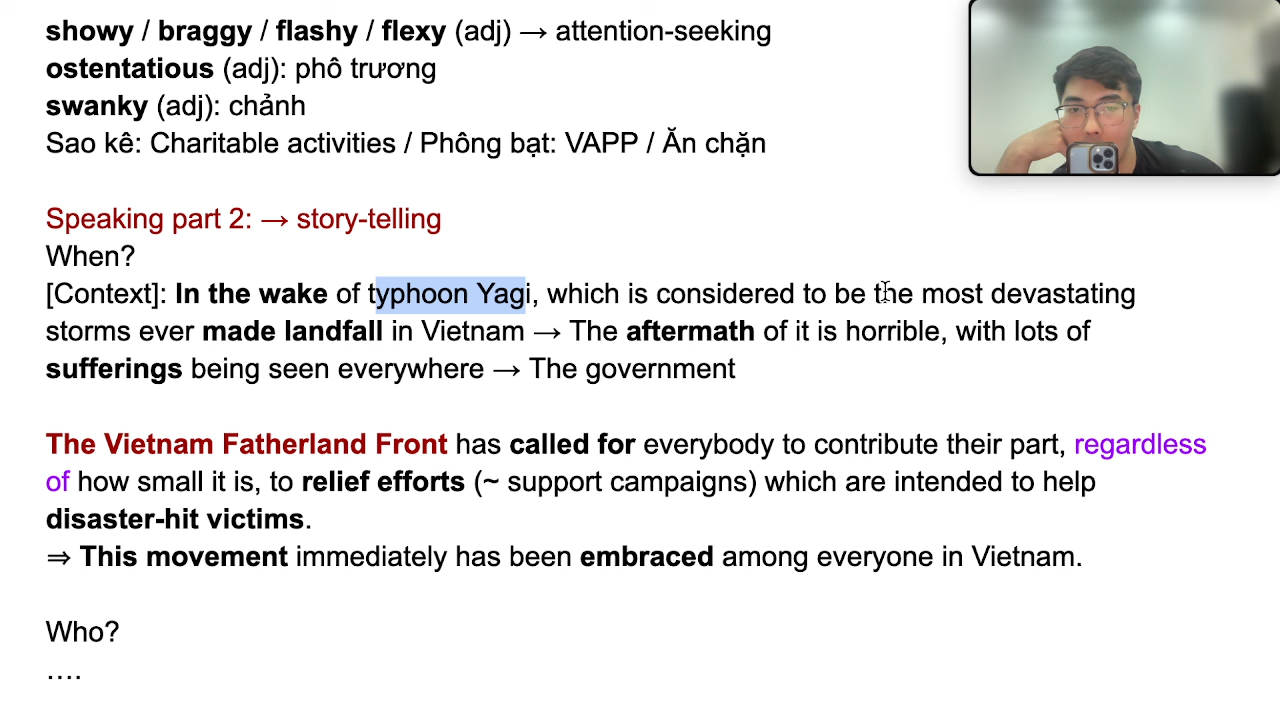 showy / braggy / flashy / flexy (adj) → attention-seeking
ostentatious (adj): phô trương
swanky (adj): chảnh
Sao kê: Charitable activities / Phông bạt: VAPP / Ăn chặn
Speaking part 2: → story-telling
When?
[Context]: In the wake of typhoon Yagi, which is considered to be the most devastating
storms ever made landfall in Vietnam → The aftermath of it is horrible, with lots of
sufferings being seen everywhere → The government
The Vietnam Fatherland Front has called for everybody to contribute their part, regardless
of how small it is, to relief efforts (~ support campaigns) which are intended to help
disaster-hit victims.
⇒ This movement immediately has been embraced among everyone in Vietnam.
Who?
....